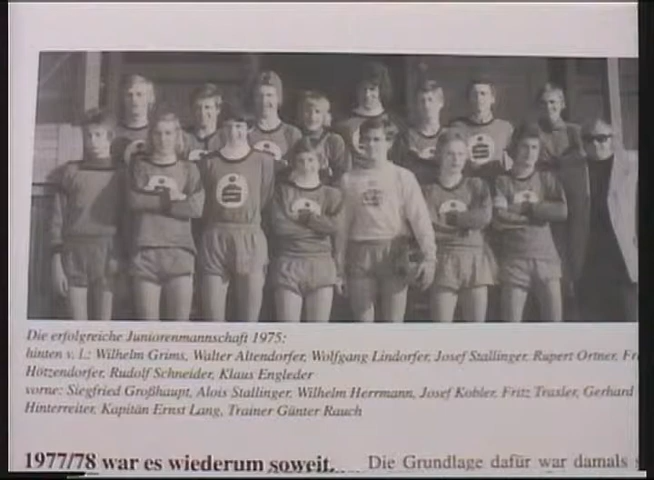 Die erfolgreiche Juniorenmannschaft 1975:
hinten v. l.: Wilhelm Grims, Walter Altendorfer, Wolfgang Lindorfer, Josef Stallinger, Rupert Ortner, Fr
Hötzendorfer, Rudolf Schneider, Klaus Engleder
vorne: Siegfried Großhaupt, Alois Stallinger, Wilhelm Herrmann, Josef Kobler, Fritz Traxler, Gerhard
Hinterreiter, Kapitän Ernst Lang, Trainer Günter Rauch
1977/78 war es wiederum soweit. Die Grundlage dafür war damals